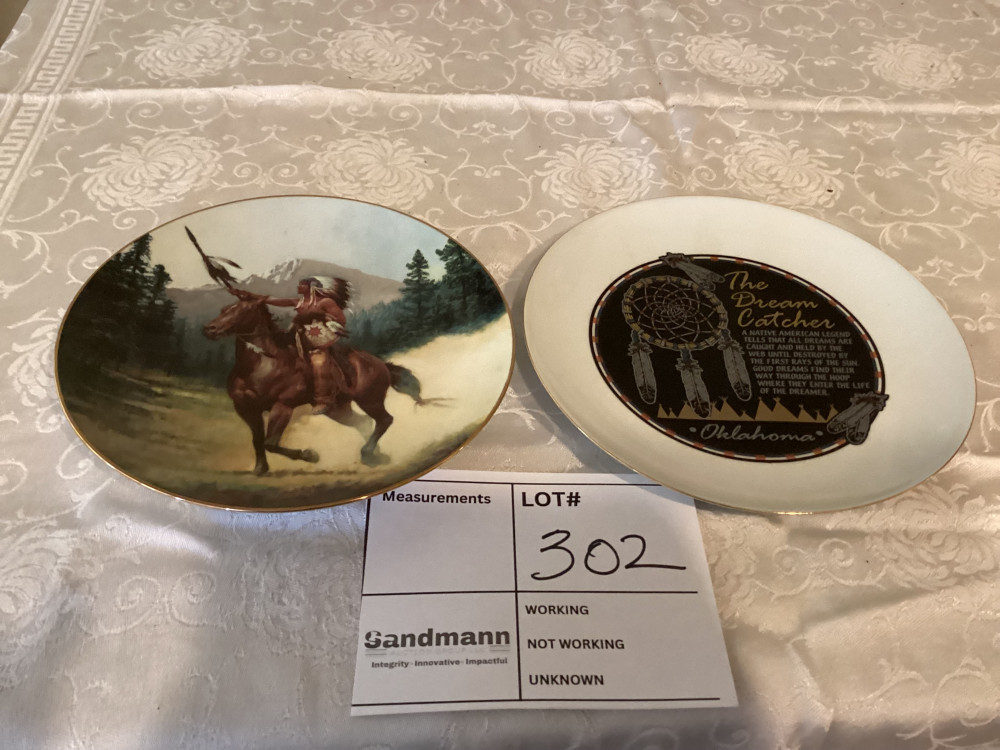 The
Dream
Catcher
A NATIVE AMERICAN LEGEND
TELLS THAT ALL DREAMS ARE
CAUGHT AND HELD BY THE
WEB UNTIL DESTROYED BY
THE FIRST RAYS OF THE SUN.
GOOD DREAMS FIND THEIR
WAY THROUGH THE HOOP
WHERE THEY ENTER THE LIFE
OF THE DREAMER.
• Oklahoma •
Measurements
LOT#
302
Sandmann
Integrity · Innovative · Impactful
WORKING
NOT WORKING
UNKNOWN